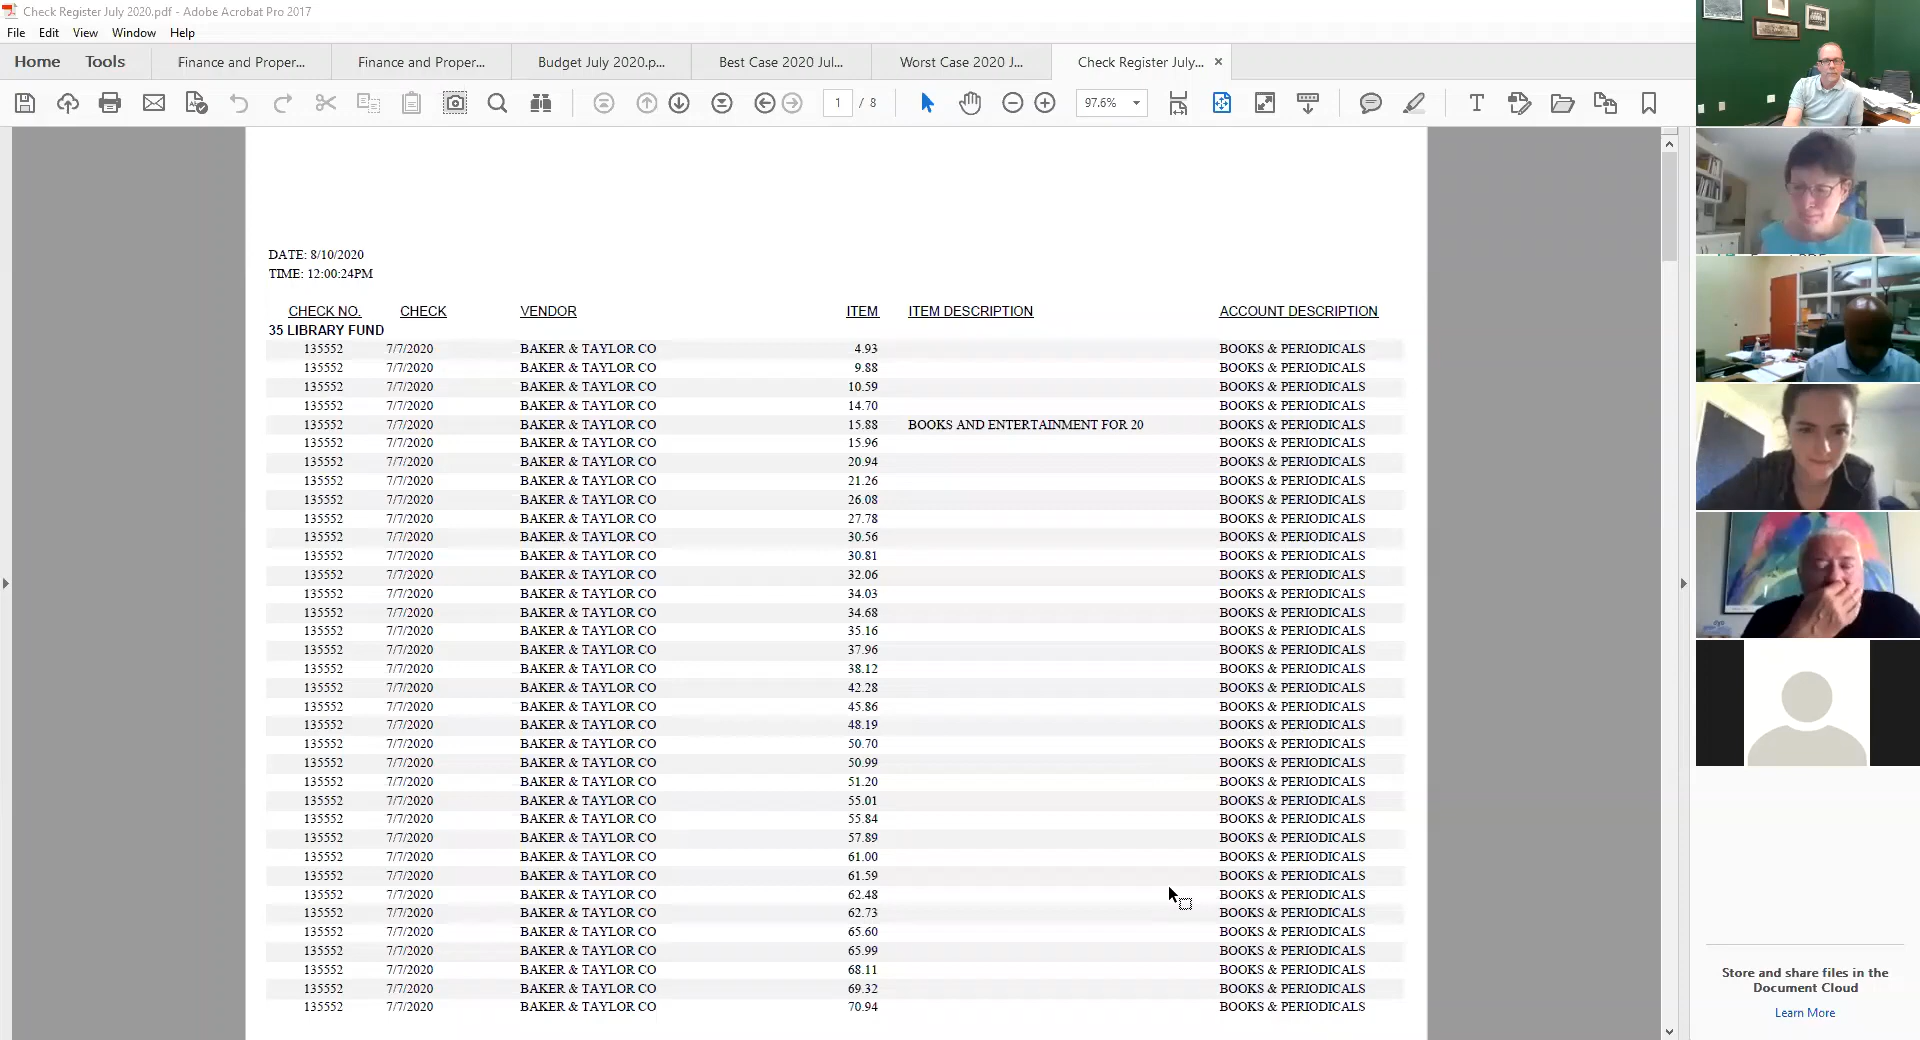 Check Register July 2020.pdf - Adobe Acrobat Pro 2017
File Edit View Window Help
Home Tools Finance and Proper... Finance and Proper... Budget July 2020.p... Best Case 2020 Jul... Worst Case 2020 J... Check Register July... ×
1 / 8 97.6%
DATE: 8/10/2020
TIME: 12:00:24PM
CHECK NO. CHECK VENDOR ITEM ITEM DESCRIPTION ACCOUNT DESCRIPTION
35 LIBRARY FUND
135552 7/7/2020 BAKER & TAYLOR CO 4.93 BOOKS & PERIODICALS
135552 7/7/2020 BAKER & TAYLOR CO 9.88 BOOKS & PERIODICALS
135552 7/7/2020 BAKER & TAYLOR CO 10.59 BOOKS & PERIODICALS
135552 7/7/2020 BAKER & TAYLOR CO 14.70 BOOKS & PERIODICALS
135552 7/7/2020 BAKER & TAYLOR CO 15.88 BOOKS AND ENTERTAINMENT FOR 20 BOOKS & PERIODICALS
135552 7/7/2020 BAKER & TAYLOR CO 15.96 BOOKS & PERIODICALS
135552 7/7/2020 BAKER & TAYLOR CO 20.94 BOOKS & PERIODICALS
135552 7/7/2020 BAKER & TAYLOR CO 21.26 BOOKS & PERIODICALS
135552 7/7/2020 BAKER & TAYLOR CO 26.08 BOOKS & PERIODICALS
135552 7/7/2020 BAKER & TAYLOR CO 27.78 BOOKS & PERIODICALS
135552 7/7/2020 BAKER & TAYLOR CO 30.56 BOOKS & PERIODICALS
135552 7/7/2020 BAKER & TAYLOR CO 30.81 BOOKS & PERIODICALS
135552 7/7/2020 BAKER & TAYLOR CO 32.06 BOOKS & PERIODICALS
135552 7/7/2020 BAKER & TAYLOR CO 34.03 BOOKS & PERIODICALS
135552 7/7/2020 BAKER & TAYLOR CO 34.68 BOOKS & PERIODICALS
135552 7/7/2020 BAKER & TAYLOR CO 35.16 BOOKS & PERIODICALS
135552 7/7/2020 BAKER & TAYLOR CO 37.96 BOOKS & PERIODICALS
135552 7/7/2020 BAKER & TAYLOR CO 38.12 BOOKS & PERIODICALS
135552 7/7/2020 BAKER & TAYLOR CO 42.28 BOOKS & PERIODICALS
135552 7/7/2020 BAKER & TAYLOR CO 45.86 BOOKS & PERIODICALS
135552 7/7/2020 BAKER & TAYLOR CO 48.19 BOOKS & PERIODICALS
135552 7/7/2020 BAKER & TAYLOR CO 50.70 BOOKS & PERIODICALS
135552 7/7/2020 BAKER & TAYLOR CO 50.99 BOOKS & PERIODICALS
135552 7/7/2020 BAKER & TAYLOR CO 51.20 BOOKS & PERIODICALS
135552 7/7/2020 BAKER & TAYLOR CO 55.01 BOOKS & PERIODICALS
135552 7/7/2020 BAKER & TAYLOR CO 55.84 BOOKS & PERIODICALS
135552 7/7/2020 BAKER & TAYLOR CO 57.89 BOOKS & PERIODICALS
135552 7/7/2020 BAKER & TAYLOR CO 61.00 BOOKS & PERIODICALS
135552 7/7/2020 BAKER & TAYLOR CO 61.59 BOOKS & PERIODICALS
135552 7/7/2020 BAKER & TAYLOR CO 62.48 BOOKS & PERIODICALS
135552 7/7/2020 BAKER & TAYLOR CO 62.73 BOOKS & PERIODICALS
135552 7/7/2020 BAKER & TAYLOR CO 65.60 BOOKS & PERIODICALS
135552 7/7/2020 BAKER & TAYLOR CO 65.99 BOOKS & PERIODICALS
135552 7/7/2020 BAKER & TAYLOR CO 68.11 BOOKS & PERIODICALS
135552 7/7/2020 BAKER & TAYLOR CO 69.32 BOOKS & PERIODICALS
135552 7/7/2020 BAKER & TAYLOR CO 70.94 BOOKS & PERIODICALS
Store and share files in the
Document Cloud
Learn More